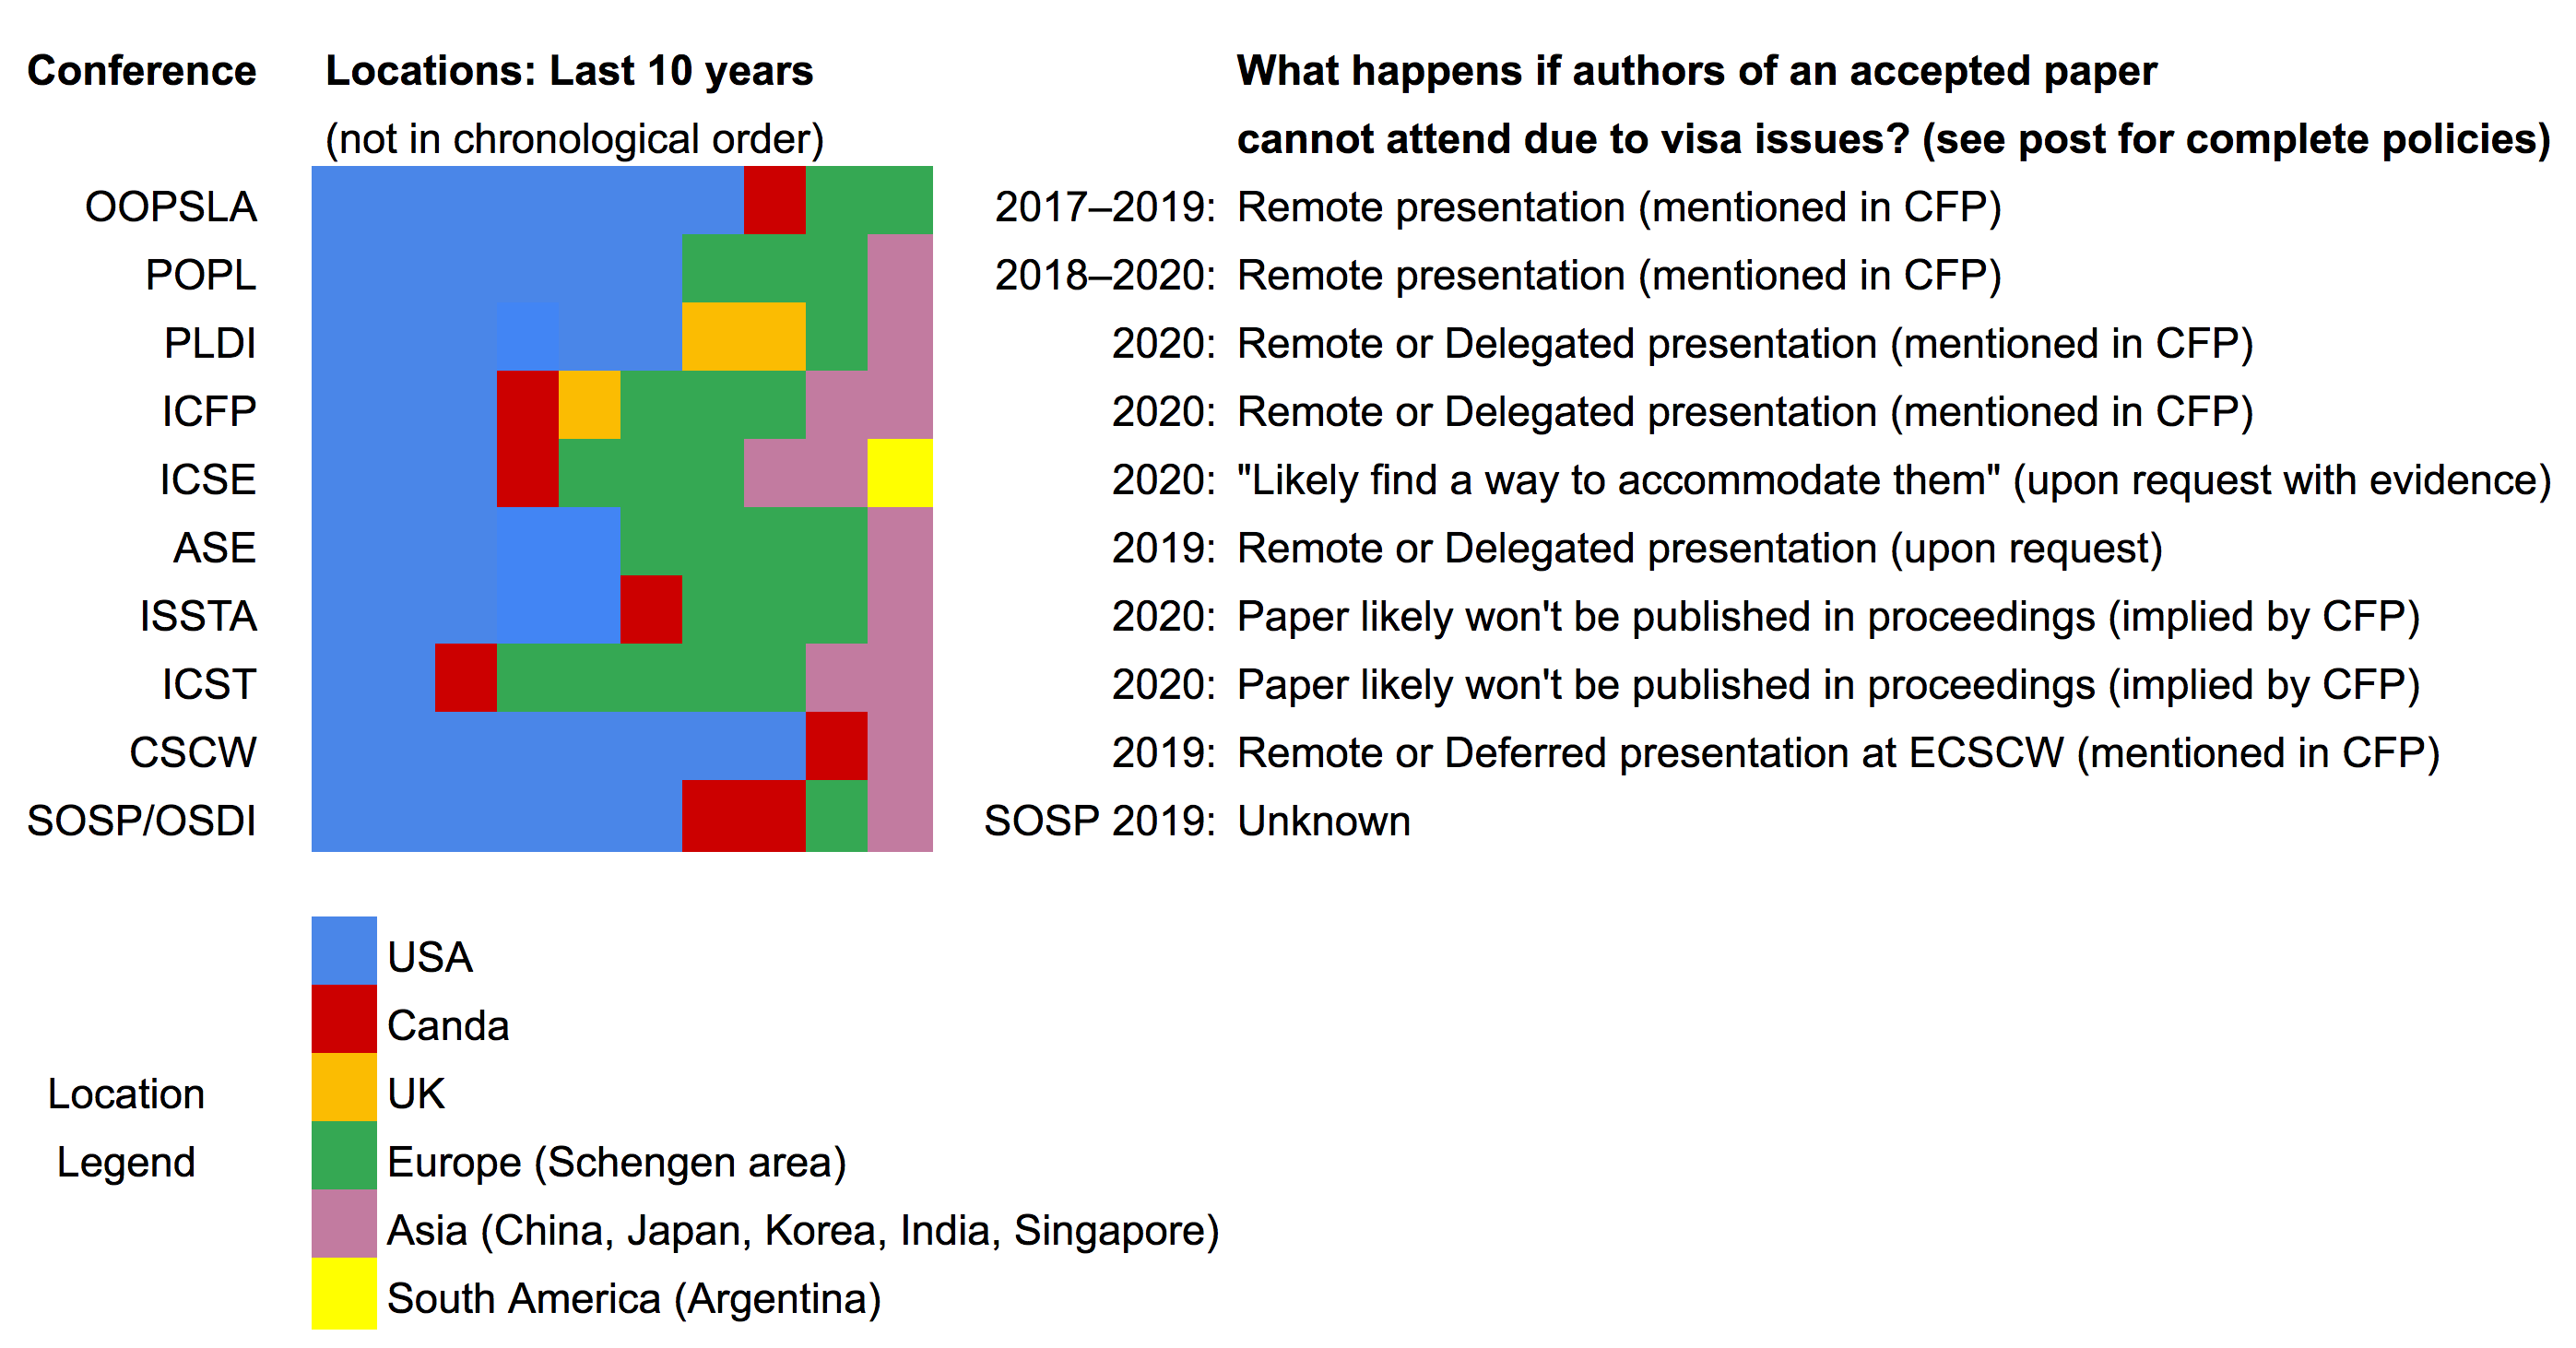 Conference Locations: Last 10 years What happens if authors of an accepted paper
(not in chronological order) cannot attend due to visa issues? (see post for complete policies)
OOPSLA 2017–2019: Remote presentation (mentioned in CFP)
POPL 2018–2020: Remote presentation (mentioned in CFP)
PLDI 2020: Remote or Delegated presentation (mentioned in CFP)
ICFP 2020: Remote or Delegated presentation (mentioned in CFP)
ICSE 2020: "Likely find a way to accommodate them" (upon request with evidence)
ASE 2019: Remote or Delegated presentation (upon request)
ISSTA 2020: Paper likely won't be published in proceedings (implied by CFP)
ICST 2020: Paper likely won't be published in proceedings (implied by CFP)
CSCW 2019: Remote or Deferred presentation at ECSCW (mentioned in CFP)
SOSP/OSDI SOSP 2019: Unknown
USA
Canda
Location UK
Legend Europe (Schengen area)
Asia (China, Japan, Korea, India, Singapore)
South America (Argentina)